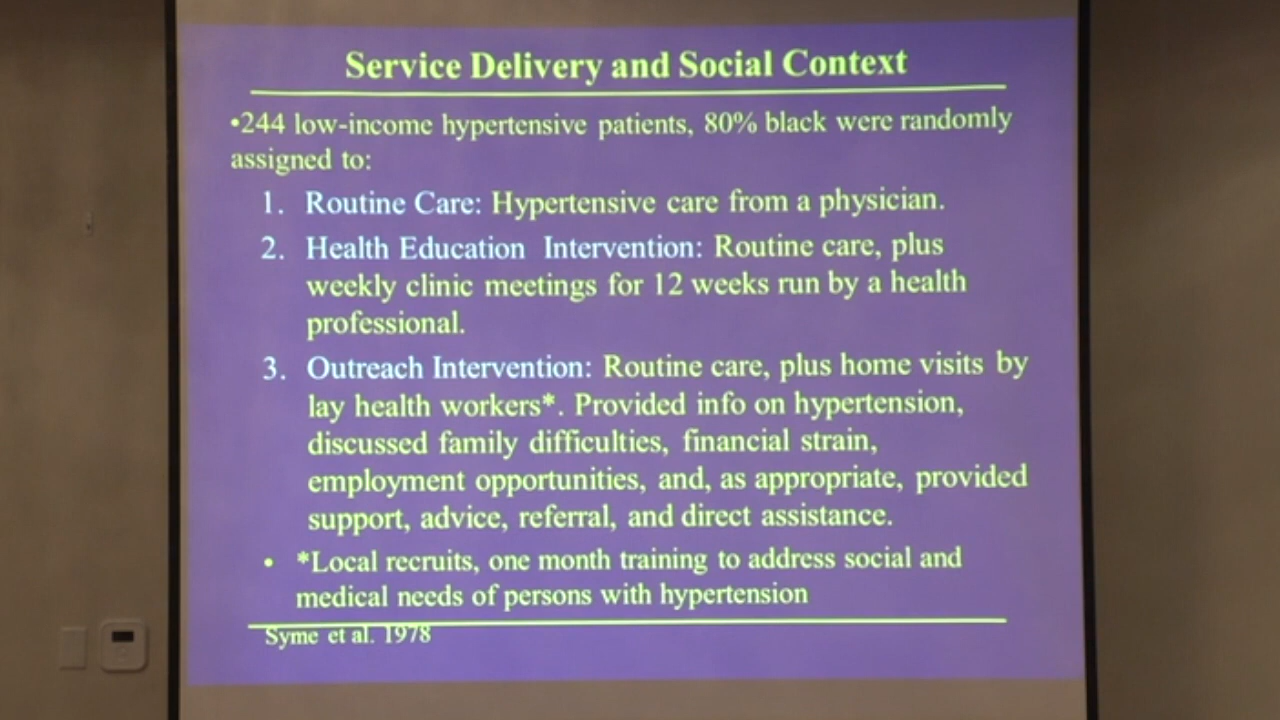 Service Delivery and Social Context
•244 low-income hypertensive patients, 80% black were randomly
assigned to:
1. Routine Care: Hypertensive care from a physician.
2. Health Education Intervention: Routine care, plus
weekly clinic meetings for 12 weeks run by a health
professional.
3. Outreach Intervention: Routine care, plus home visits by
lay health workers*. Provided info on hypertension,
discussed family difficulties, financial strain,
employment opportunities, and, as appropriate, provided
support, advice, referral, and direct assistance.
• *Local recruits, one month training to address social and
medical needs of persons with hypertension
Syme et al. 1978